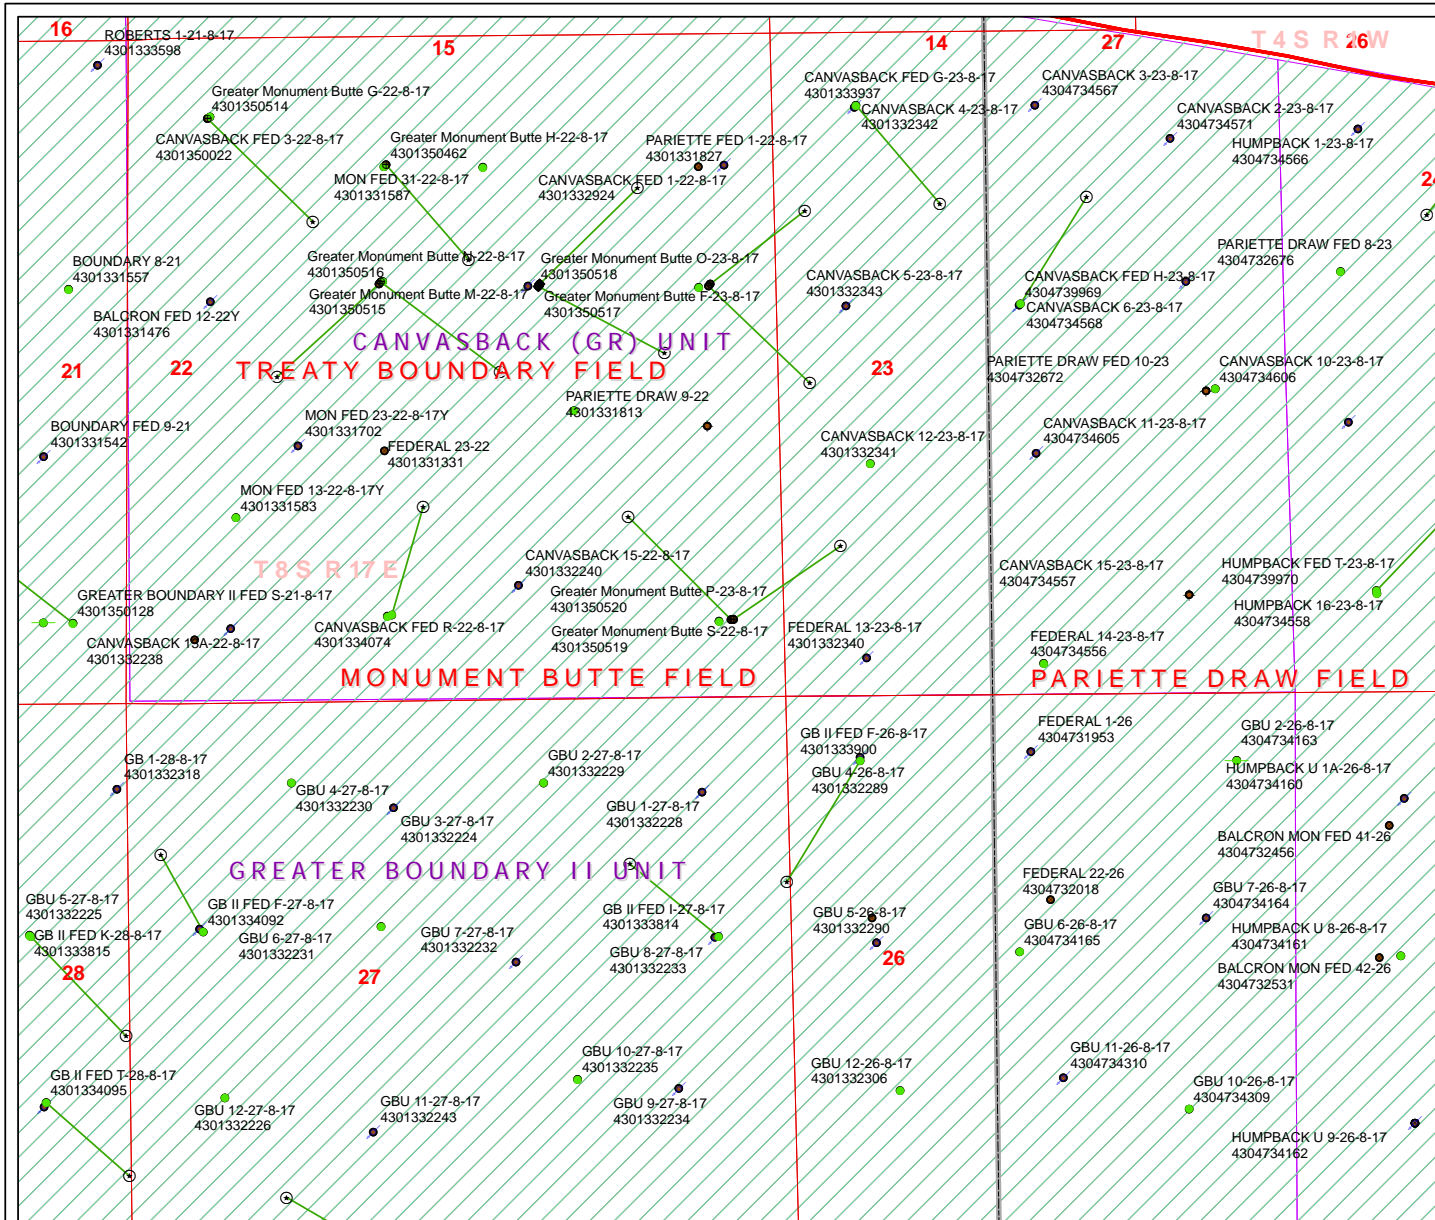 16
ROBERTS 1-21-8-17
4301333598
15
14
27
T4S R1W
26
Greater Monument Butte G-22-8-17
4301350514
CANVASBACK FED 3-22-8-17
4301350022
Greater Monument Butte H-22-8-17
4301350462
MON FED 31-22-8-17
4301331587
PARIETTE FED 1-22-8-17
4301331827
CANVASBACK FED 1-22-8-17
4301332924
CANVASBACK FED G-23-8-17
4301333937
CANVASBACK 4-23-8-17
4301332342
CANVASBACK 3-23-8-17
4304734567
CANVASBACK 2-23-8-17
4304734571
HUMPBACK 1-23-8-17
4304734566
24
BOUNDARY 8-21
4301331557
BALCRON FED 12-22Y
4301331476
Greater Monument Butte N-22-8-17
4301350516
Greater Monument Butte M-22-8-17
4301350515
Greater Monument Butte O-23-8-17
4301350518
Greater Monument Butte F-23-8-17
4301350517
CANVASBACK 5-23-8-17
4301332343
CANVASBACK FED H-23-8-17
4304739969
CANVASBACK 6-23-8-17
4304734568
PARIETTE DRAW FED 8-23
4304732676
CANVASBACK (GR) UNIT
TREATY BOUNDARY FIELD
21
22
23
PARIETTE DRAW FED 10-23
4304732672
CANVASBACK 10-23-8-17
4304734606
PARIETTE DRAW 9-22
4301331813
BOUNDARY FED 9-21
4301331542
MON FED 23-22-8-17Y
4301331702
FEDERAL 23-22
4301331331
CANVASBACK 12-23-8-17
4301332341
CANVASBACK 11-23-8-17
4304734605
MON FED 13-22-8-17Y
4301331583
T8S R17E
CANVASBACK 15-22-8-17
4301332240
CANVASBACK 15-23-8-17
4304734557
HUMPBACK FED T-23-8-17
4304739970
HUMPBACK 16-23-8-17
4304734558
GREATER BOUNDARY II FED S-21-8-17
4301350128
CANVASBACK 13A-22-8-17
4301332238
CANVASBACK FED R-22-8-17
4301334074
Greater Monument Butte P-23-8-17
4301350520
Greater Monument Butte S-22-8-17
4301350519
FEDERAL 13-23-8-17
4301332340
FEDERAL 14-23-8-17
4304734556
MONUMENT BUTTE FIELD
PARIETTE DRAW FIELD
GB 1-28-8-17
4301332318
GBU 4-27-8-17
4301332230
GBU 3-27-8-17
4301332224
GBU 2-27-8-17
4301332229
GBU 1-27-8-17
4301332228
GB II FED F-26-8-17
4301333900
GBU 4-26-8-17
4301332289
FEDERAL 1-26
4304731953
GBU 2-26-8-17
4304734163
HUMPBACK U 1A-26-8-17
4304734160
BALCRON MON FED 41-26
4304732456
GREATER BOUNDARY II UNIT
GBU 5-27-8-17
4301332225
GB II FED K-28-8-17
4301333815
GB II FED F-27-8-17
4301334092
GBU 6-27-8-17
4301332231
GBU 7-27-8-17
4301332232
GB II FED I-27-8-17
4301333814
GBU 8-27-8-17
4301332233
GBU 5-26-8-17
4301332290
FEDERAL 22-26
4304732018
GBU 6-26-8-17
4304734165
GBU 7-26-8-17
4304734164
HUMPBACK U 8-26-8-17
4304734161
BALCRON MON FED 42-26
4304732531
28
27
26
GB II FED T-28-8-17
4301334095
GBU 12-27-8-17
4301332226
GBU 11-27-8-17
4301332243
GBU 10-27-8-17
4301332235
GBU 9-27-8-17
4301332234
GBU 12-26-8-17
4301332306
GBU 11-26-8-17
4304734310
GBU 10-26-8-17
4304734309
HUMPBACK U 9-26-8-17
4304734162